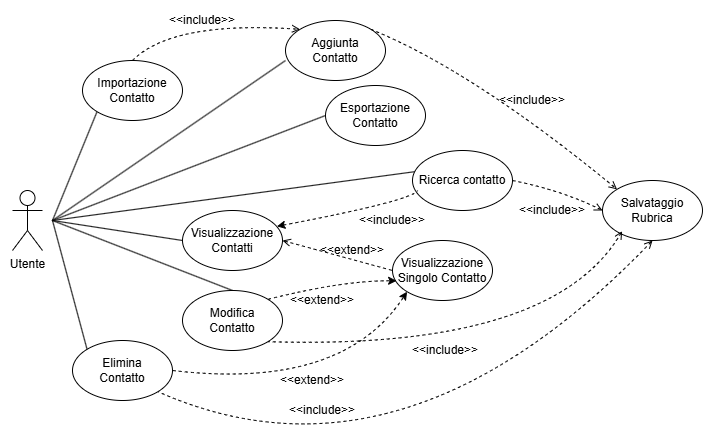 <<include>>
Aggiunta
Contatto
Importazione
Contatto
<<include>>
Esportazione
Contatto
Ricerca contatto
Salvataggio
Rubrica
<<include>>
<<include>>
Visualizzazione
Contatti
<<extend>>
Utente
Visualizzazione
Singolo Contatto
<<extend>>
Modifica
Contatto
<<include>>
Elimina
Contatto
<<extend>>
<<include>>